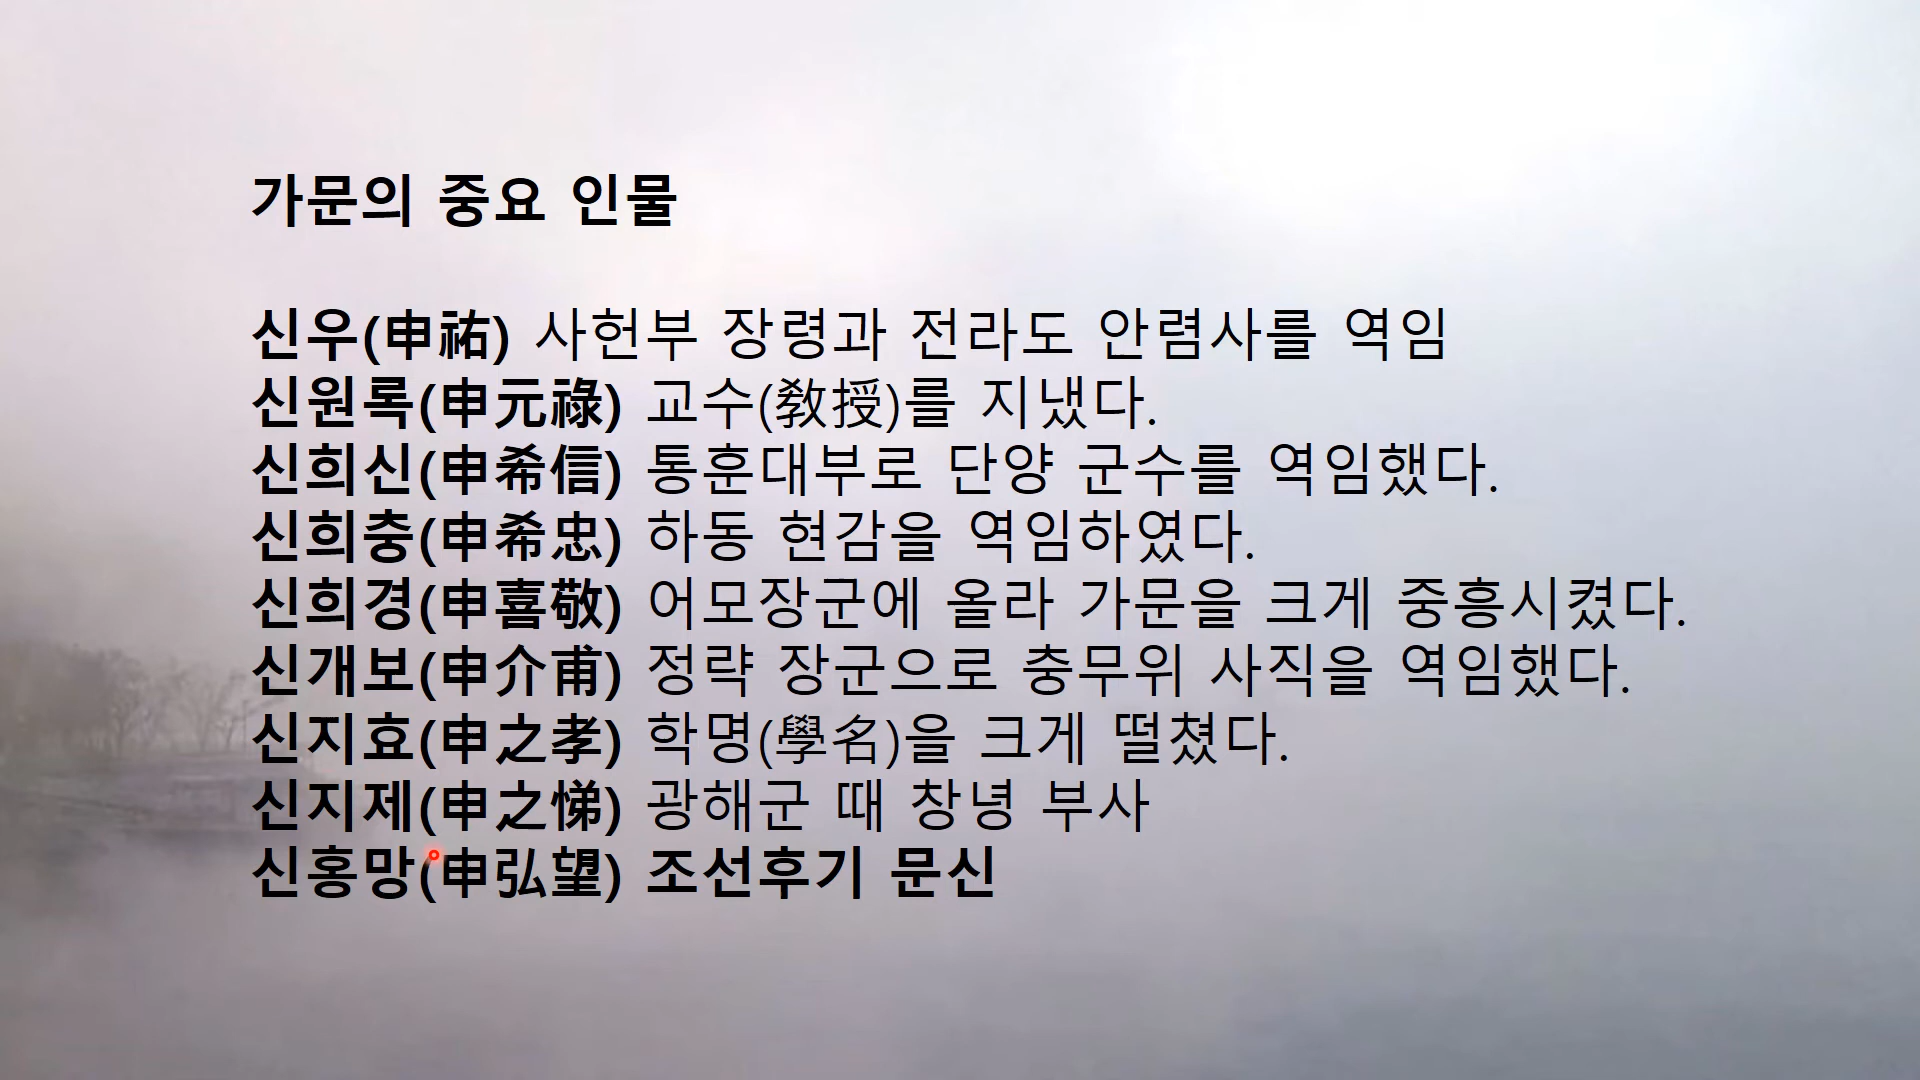 가문의 중요 인물
신우(申祐) 사헌부 장령과 전라도 안렴사를 역임
신원록(申元祿) 교수(敎授)를 지냈다.
신희신(申希信) 통훈대부로 단양 군수를 역임했다.
신희충(申希忠) 하동 현감을 역임하였다.
신희경(申喜敬) 어모장군에 올라 가문을 크게 중흥시켰다.
신개보(申介甫) 정략 장군으로 충무위 사직을 역임했다.
신지효(申之孝) 학명(學名)을 크게 떨쳤다.
신지제(申之悌) 광해군 때 창녕 부사
신홍망(申弘望) 조선후기 문신